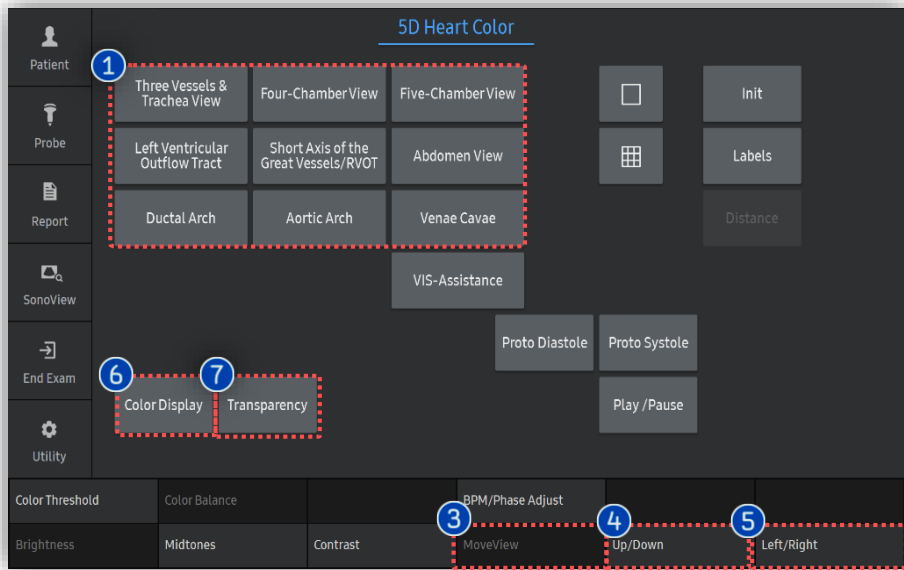 5D Heart Color
Patient
Probe
Report
SonoView
End Exam
Utility
1
Three Vessels &
Trachea View
Four-Chamber View
Five-Chamber View
Init
Left Ventricular
Outflow Tract
Short Axis of the
Great Vessels/RVOT
Abdomen View
Labels
Ductal Arch
Aortic Arch
Venae Cavae
Distance
VIS-Assistance
Proto Diastole
Proto Systole
6
7
Color Display
Transparency
Play /Pause
Color Threshold
Color Balance
BPM/Phase Adjust
3
4
5
Brightness
Midtones
Contrast
MoveView
Up/Down
Left/Right